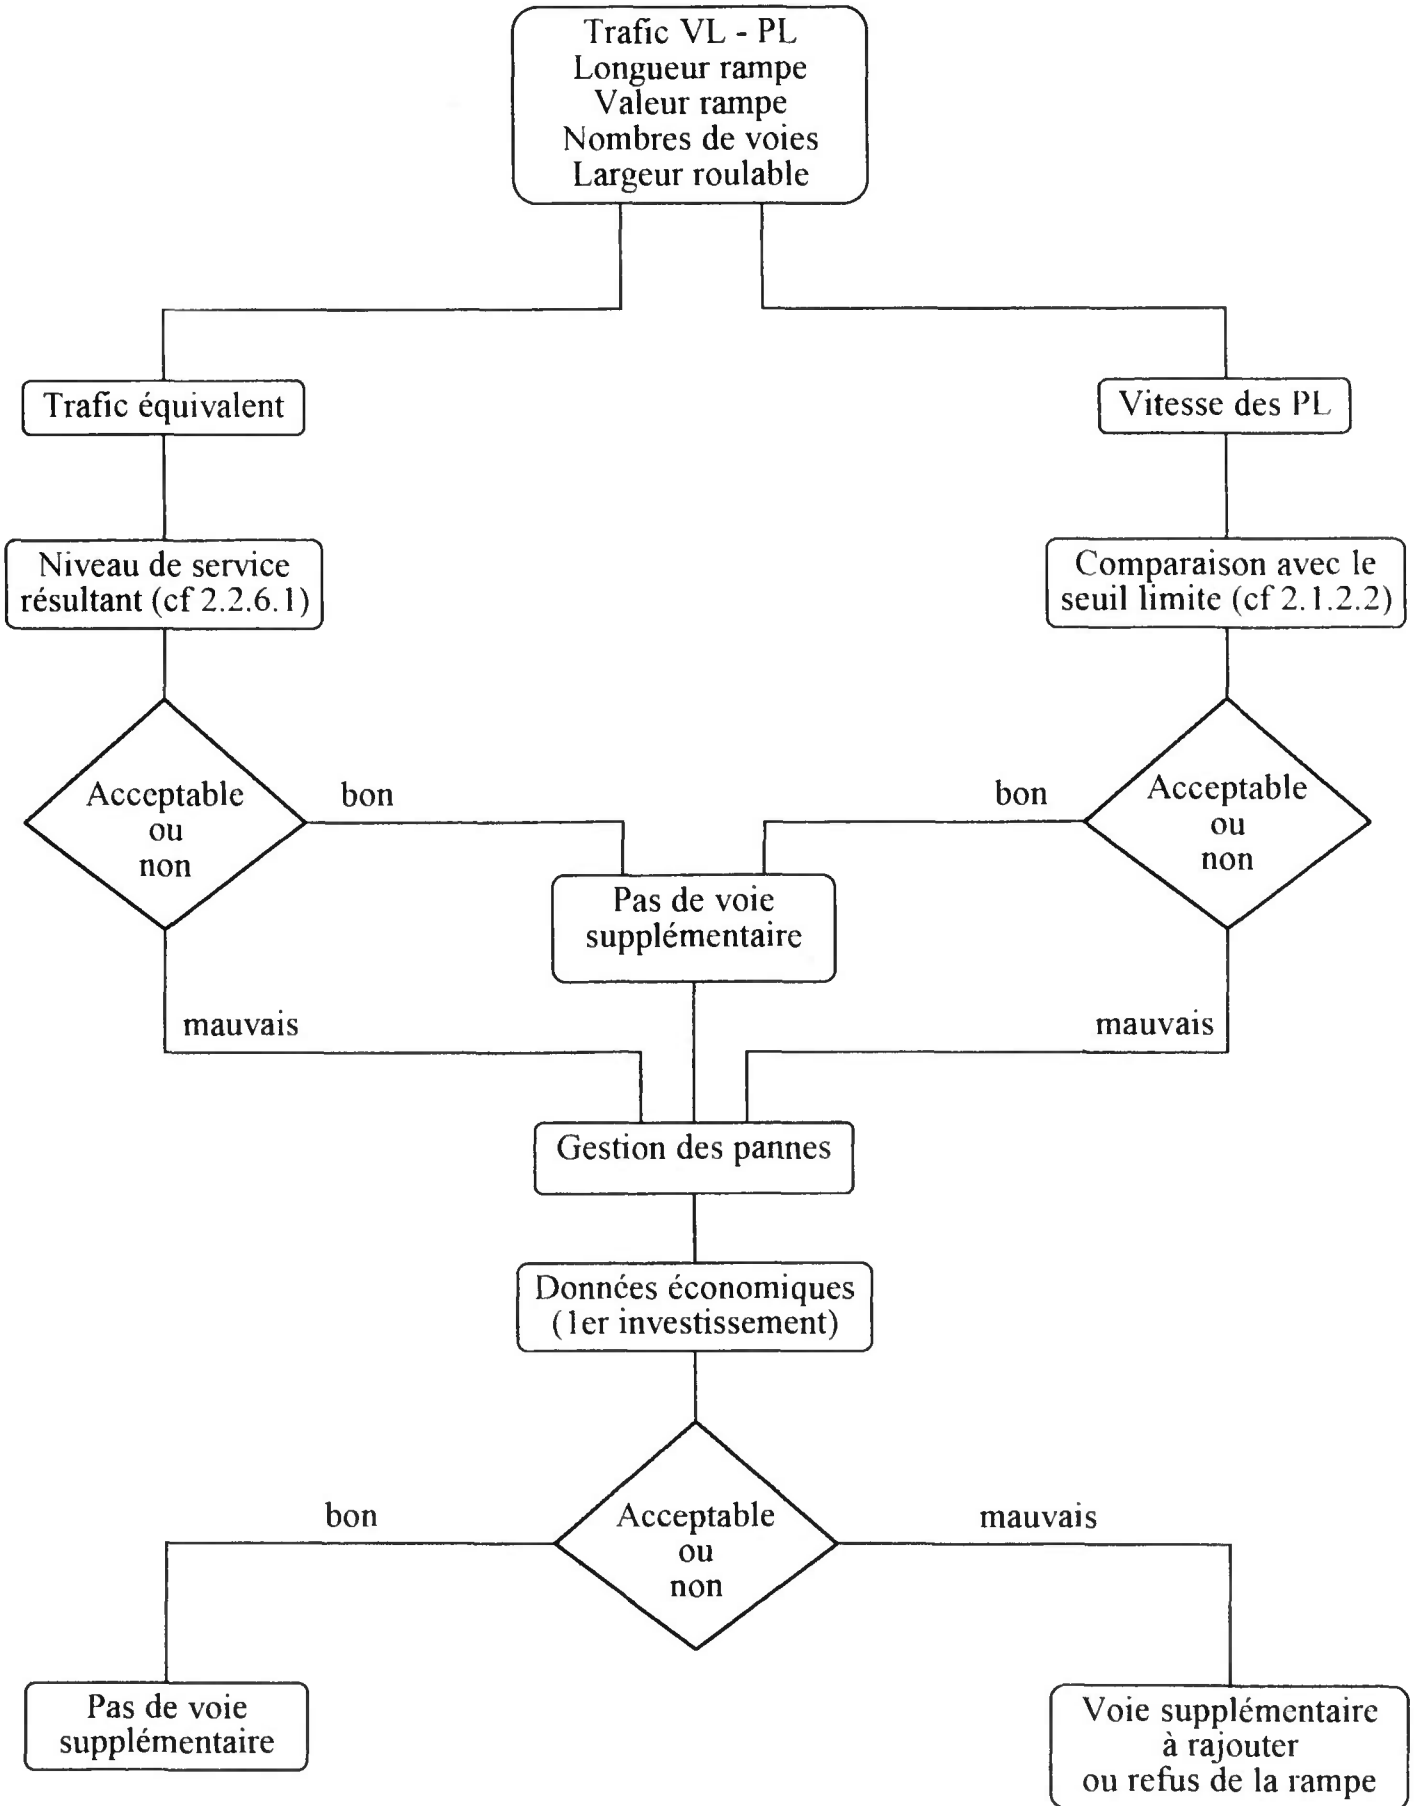 Trafic VL - PL
Longueur rampe
Valeur rampe
Nombres de voies
Largeur roulable
Trafic équivalent
Vitesse des PL
Niveau de service
résultant (cf 2.2.6.1)
Comparaison avec le
seuil limite (cf 2.1.2.2)
Acceptable
ou
non
bon
bon
Acceptable
ou
non
Pas de voie
supplémentaire
mauvais
mauvais
Gestion des pannes
Données économiques
(1er investissement)
bon
Acceptable
ou
non
mauvais
Pas de voie
supplémentaire
Voie supplémentaire
à rajouter
ou refus de la rampe